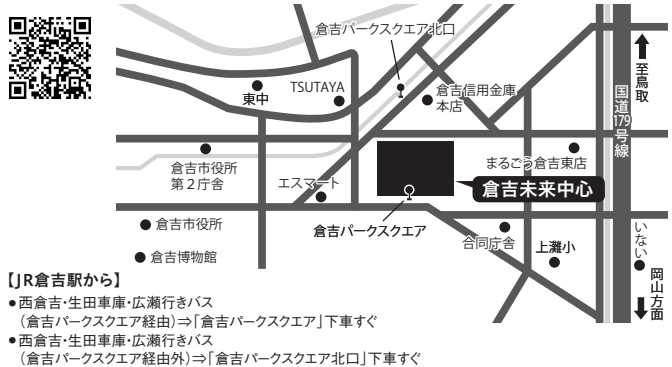 倉吉パークスクエア北口
至鳥取
TSUTAYA
東中
倉吉信用金庫
本店
国道179号線
倉吉市役所
第２庁舎
エスマート
まるごう倉吉東店
倉吉未来中心
倉吉市役所
倉吉パークスクエア
合同庁舎
上灘小
いない
倉吉博物館
岡山方面
【JR倉吉駅から】
●西倉吉・生田車庫・広瀬行きバス
（倉吉パークスクエア経由）⇒「倉吉パークスクエア」下車すぐ
●西倉吉・生田車庫・広瀬行きバス
（倉吉パークスクエア経由外）⇒「倉吉パークスクエア北口」下車すぐ